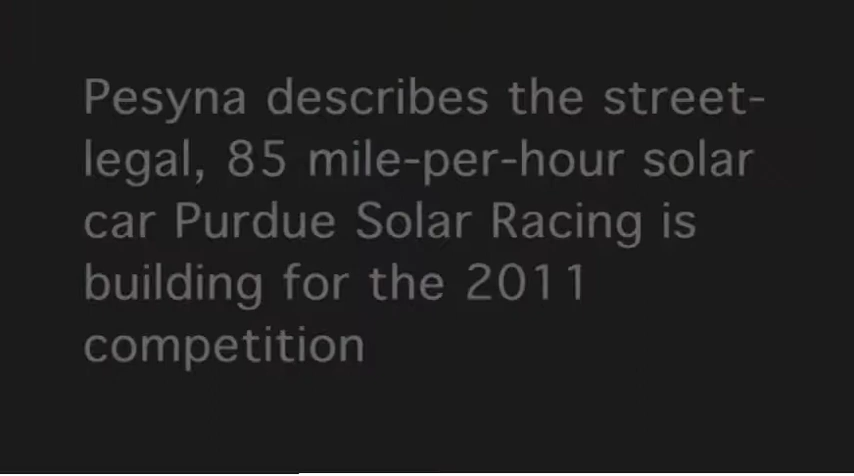 Pesyna describes the street-
legal, 85 mile-per-hour solar
car Purdue Solar Racing is
building for the 2011
competition